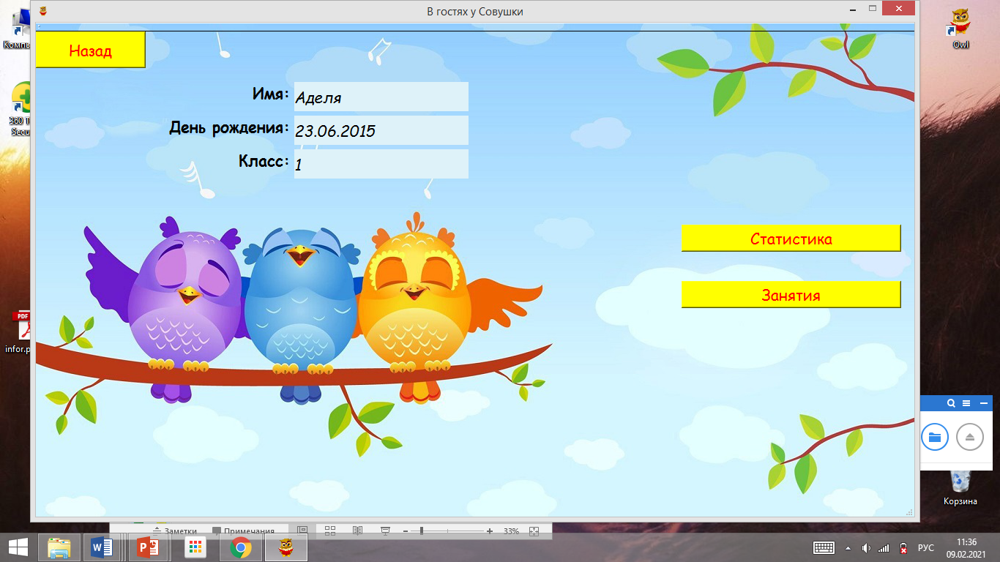 В гостях у Совушки
Назад
Имя: Аделя
День рождения: 23.06.2015
Класс: 1
Статистика
Занятия
Owl
PDF
Корзина
Заметки
Примечания
33%
РУС
11:36
09.02.2021